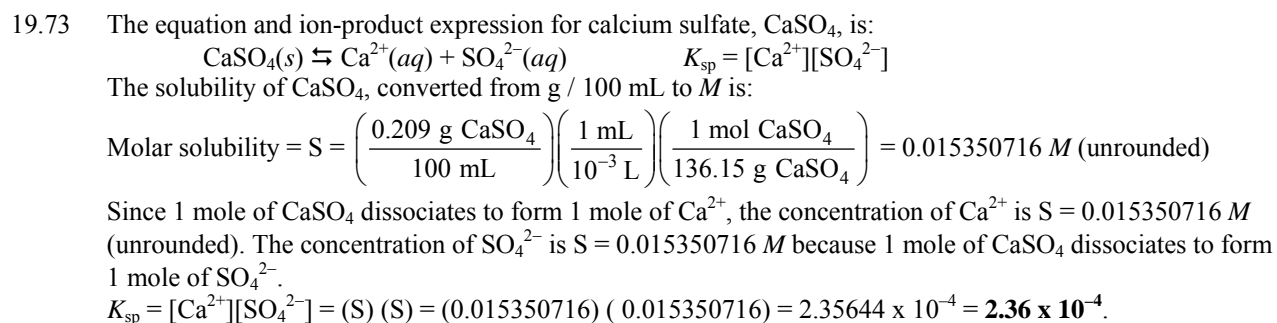 19.73 The equation and ion-product expression for calcium sulfate, CaSO₄, is:
CaSO₄(s) ⇆ Ca²⁺(aq) + SO₄²⁻(aq) Kₛₚ = [Ca²⁺][SO₄²⁻]
The solubility of CaSO₄, converted from g / 100 mL to M is:
Molar solubility = S = (0.209 g CaSO₄ / 100 mL)(1 mL / 10⁻³ L)(1 mol CaSO₄ / 136.15 g CaSO₄) = 0.015350716 M (unrounded)
Since 1 mole of CaSO₄ dissociates to form 1 mole of Ca²⁺, the concentration of Ca²⁺ is S = 0.015350716 M
(unrounded). The concentration of SO₄²⁻ is S = 0.015350716 M because 1 mole of CaSO₄ dissociates to form
1 mole of SO₄²⁻.
Kₛₚ = [Ca²⁺][SO₄²⁻] = (S) (S) = (0.015350716) ( 0.015350716) = 2.35644 x 10⁻⁴ = 2.36 x 10⁻⁴.